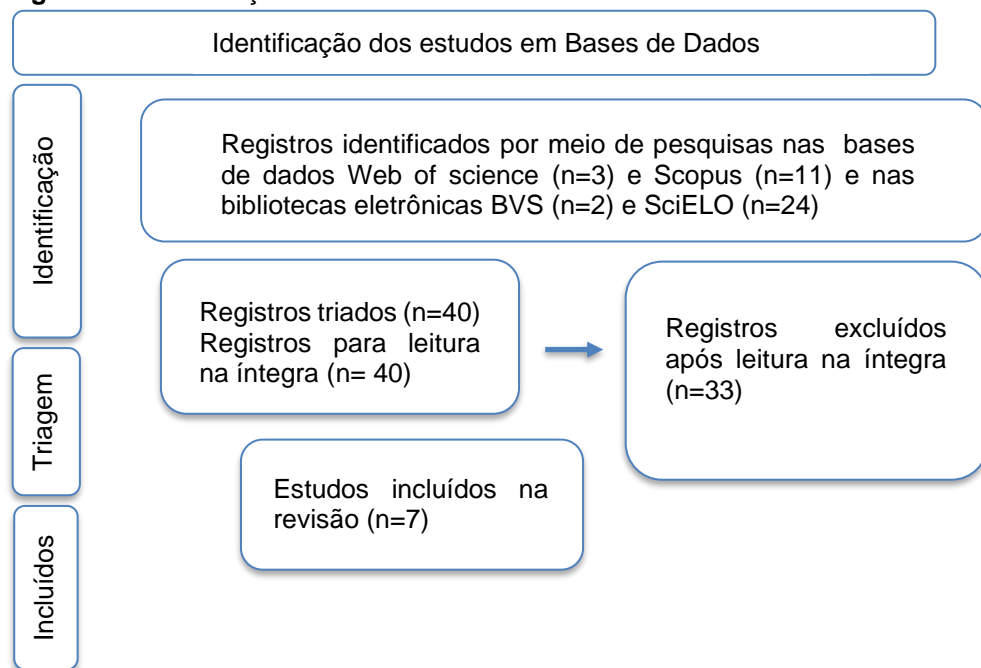 Identificação dos estudos em Bases de Dados
Identificação
Registros identificados por meio de pesquisas nas bases
de dados Web of science (n=3) e Scopus (n=11) e nas
bibliotecas eletrônicas BVS (n=2) e SciELO (n=24)
Registros triados (n=40)
Registros para leitura
na íntegra (n= 40)
Registros excluídos
após leitura na íntegra
(n=33)
Triagem
Estudos incluídos na
revisão (n=7)
Incluídos